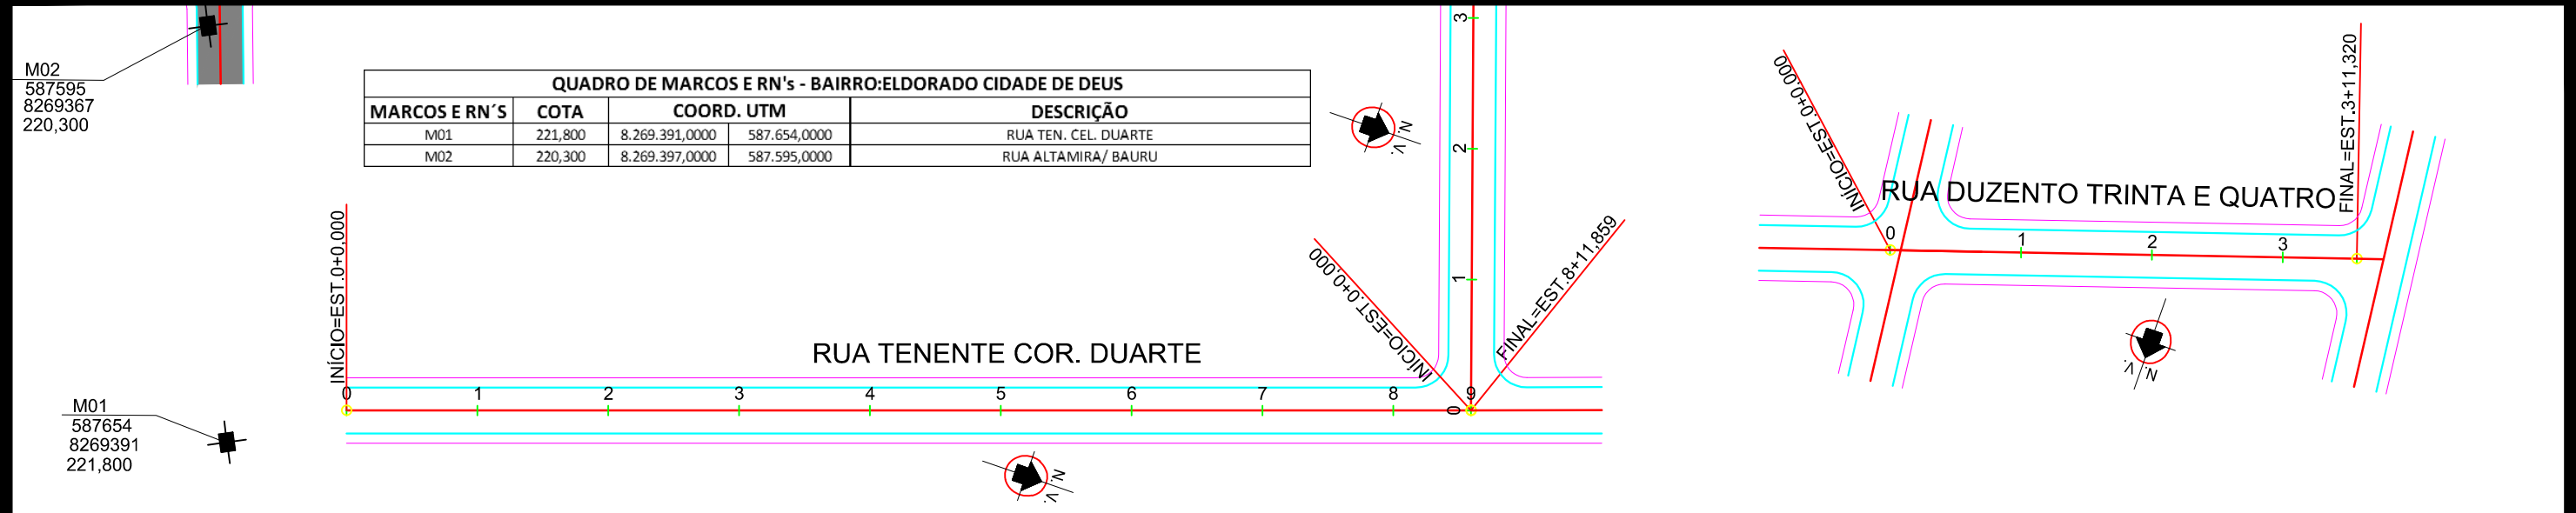 M02
587595
8269367
220,300
QUADRO DE MARCOS E RN's - BAIRRO:ELDORADO CIDADE DE DEUS
MARCOS E RN´S COTA COORD. UTM DESCRIÇÃO
M01 221,800 8.269.391,0000 587.654,0000 RUA TEN. CEL. DUARTE
M02 220,300 8.269.397,0000 587.595,0000 RUA ALTAMIRA/ BAURU
N.V.
3
2
1
INÍCIO=EST.0+0,000
RUA TENENTE COR. DUARTE
INÍCIO=EST.0+0,000
FINAL=EST.8+11,859
0 1 2 3 4 5 6 7 8 9
0
M01
587654
8269391
221,800
N.V.
INÍCIO=EST.0+0,000
RUA DUZENTO TRINTA E QUATRO
FINAL=EST.3+11,320
0 1 2 3
N.V.